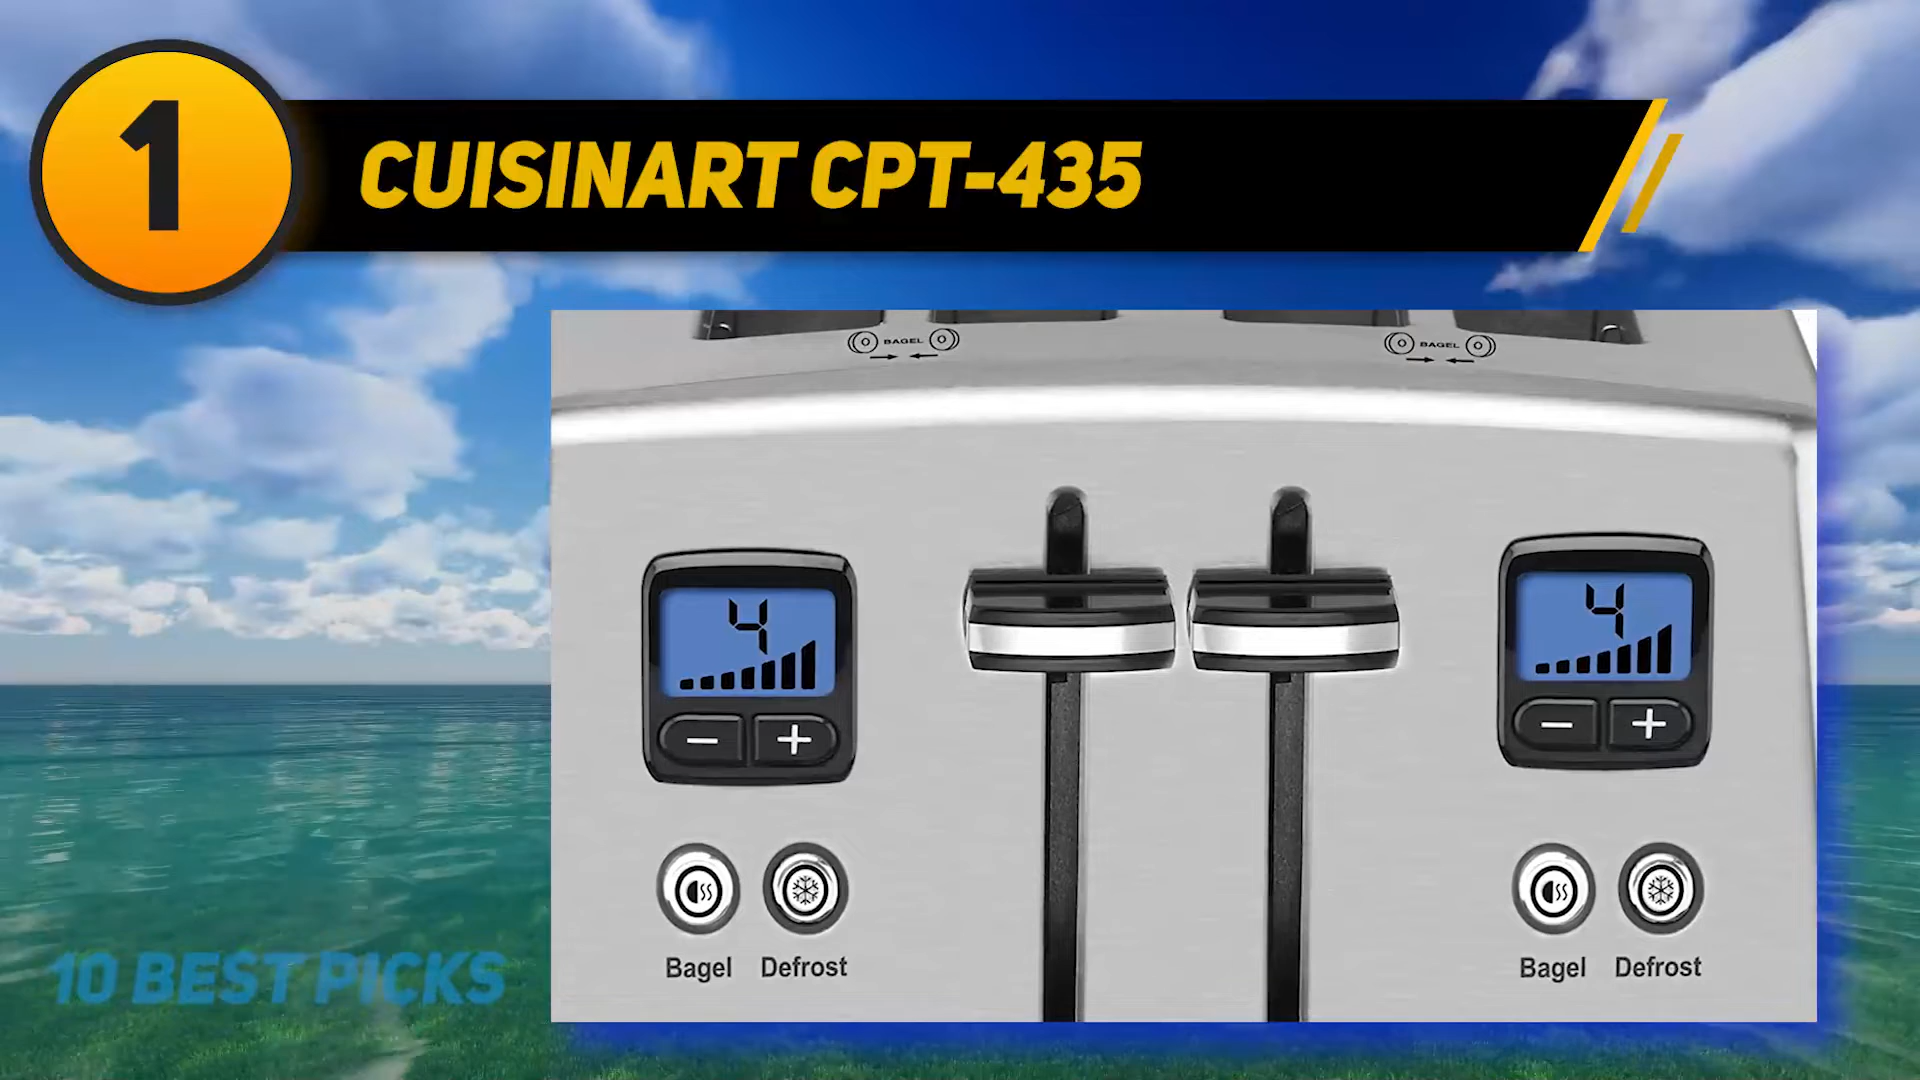 1
CUISINART CPT-435
BAGEL
BAGEL
4
4
− +
− +
Bagel Defrost
Bagel Defrost
10 BEST PICKS